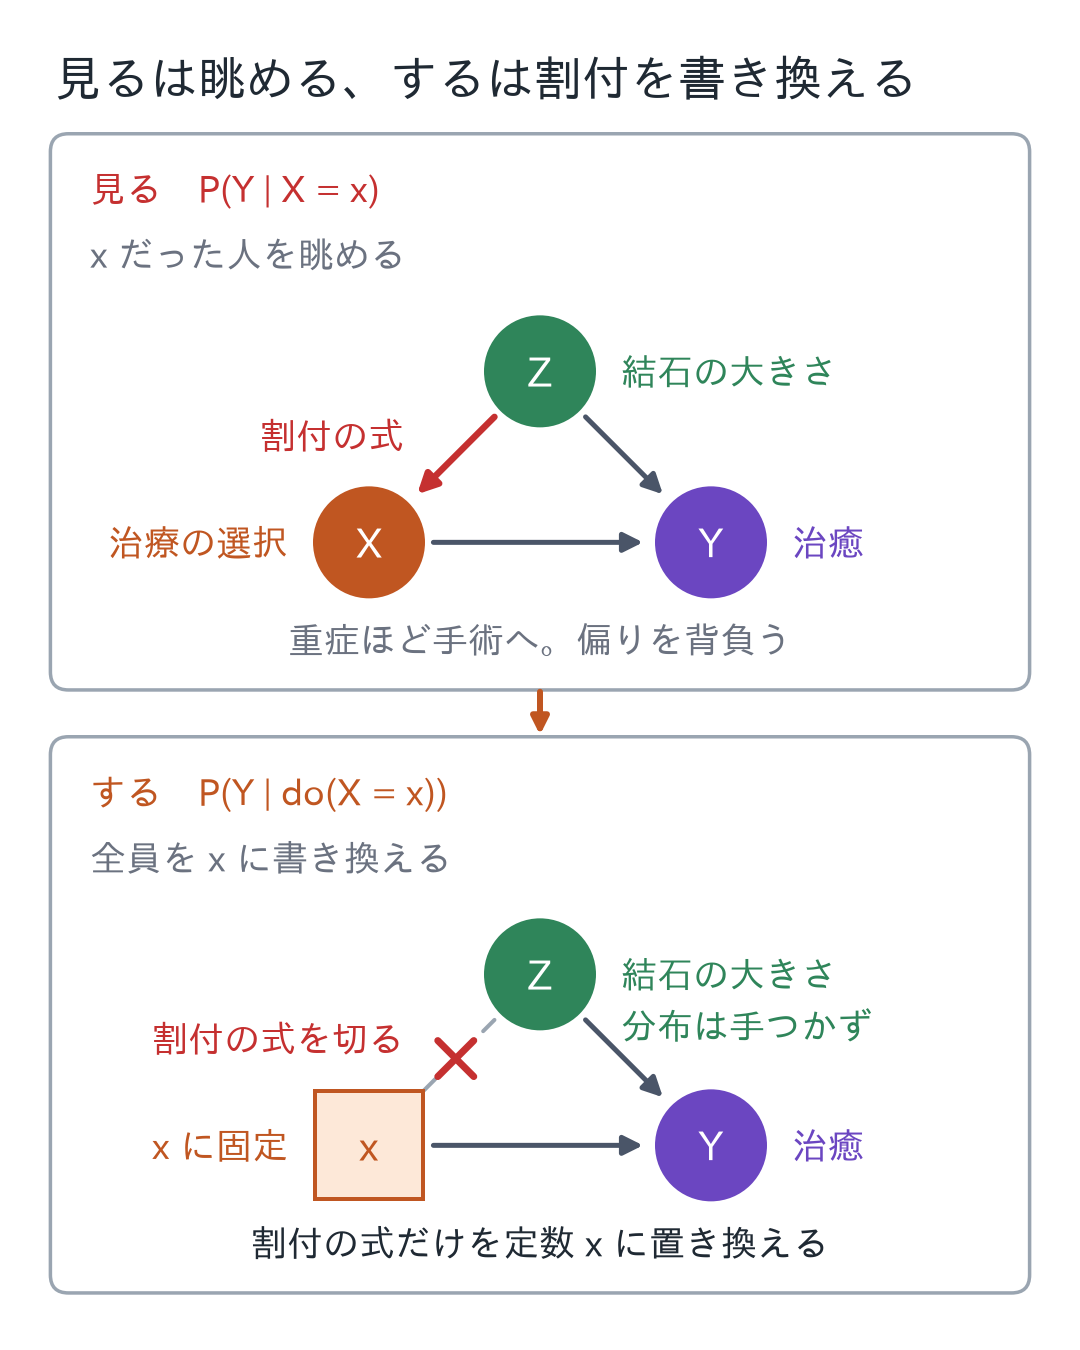 見るは眺める、するは割付を書き換える
見る　P(Y | X = x)
x だった人を眺める
Z
結石の大きさ
割付の式
治療の選択
X
Y
治癒
重症ほど手術へ。偏りを背負う
する　P(Y | do(X = x))
全員を x に書き換える
Z
結石の大きさ
分布は手つかず
割付の式を切る
x に固定
x
Y
治癒
割付の式だけを定数 x に置き換える